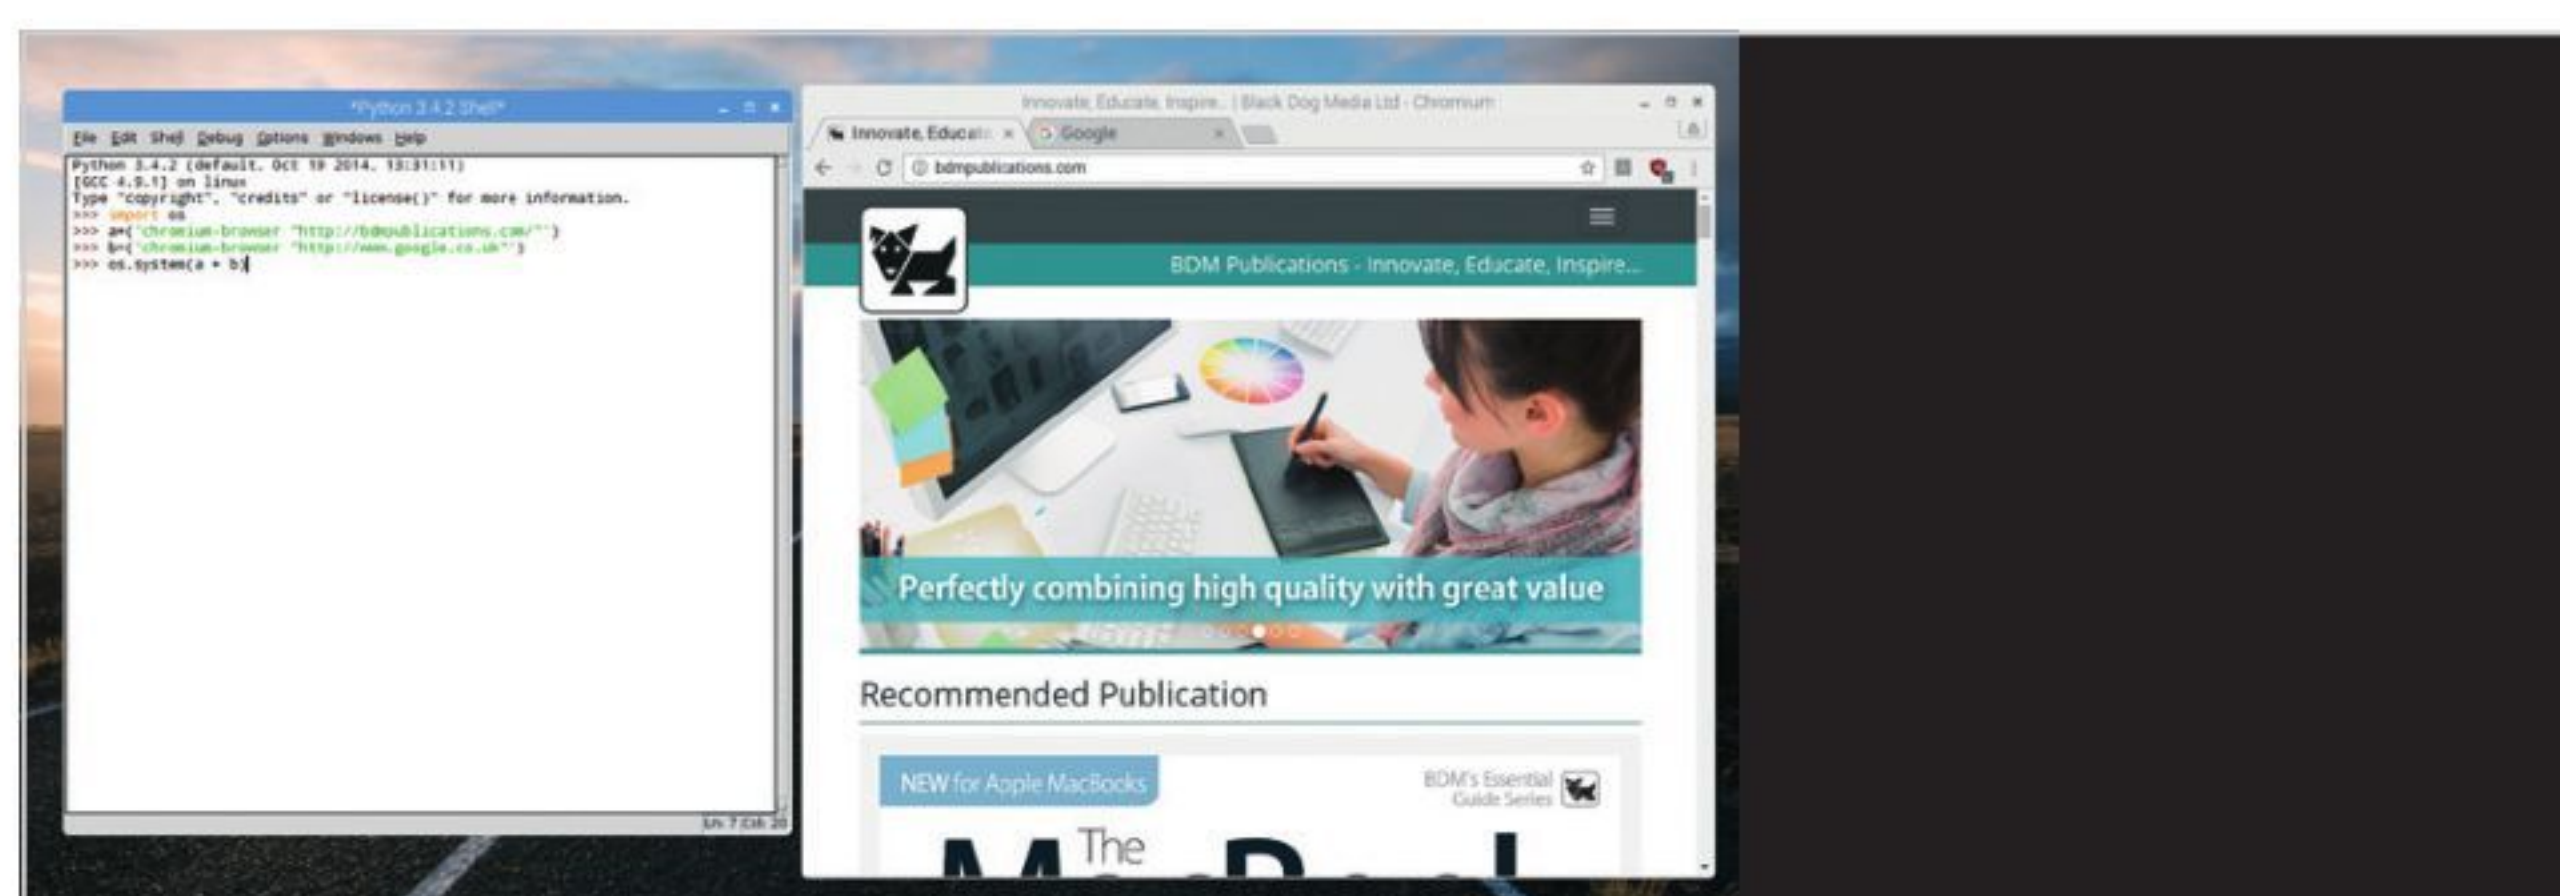 *Python 3.4.2 Shell*
File Edit Shell Debug Options Windows Help
Python 3.4.2 (default, Oct 19 2014, 13:31:11)
[GCC 4.9.1] on linux
Type "copyright", "credits" or "license()" for more information.
>>> import os
>>> a=('chromium-browser "http://bdmpublications.com/"')
>>> b=('chromium-browser "http://www.google.co.uk"')
>>> os.system(a + b)
Ln: 7 Col: 20
Innovate, Educate, Inspire... | Black Dog Media Ltd - Chromium
Innovate, Educat
Google
bdmpublications.com
BDM Publications - Innovate, Educate, Inspire...
Perfectly combining high quality with great value
Recommended Publication
NEW for Apple MacBooks
BDM's Essential
Guide Series
The